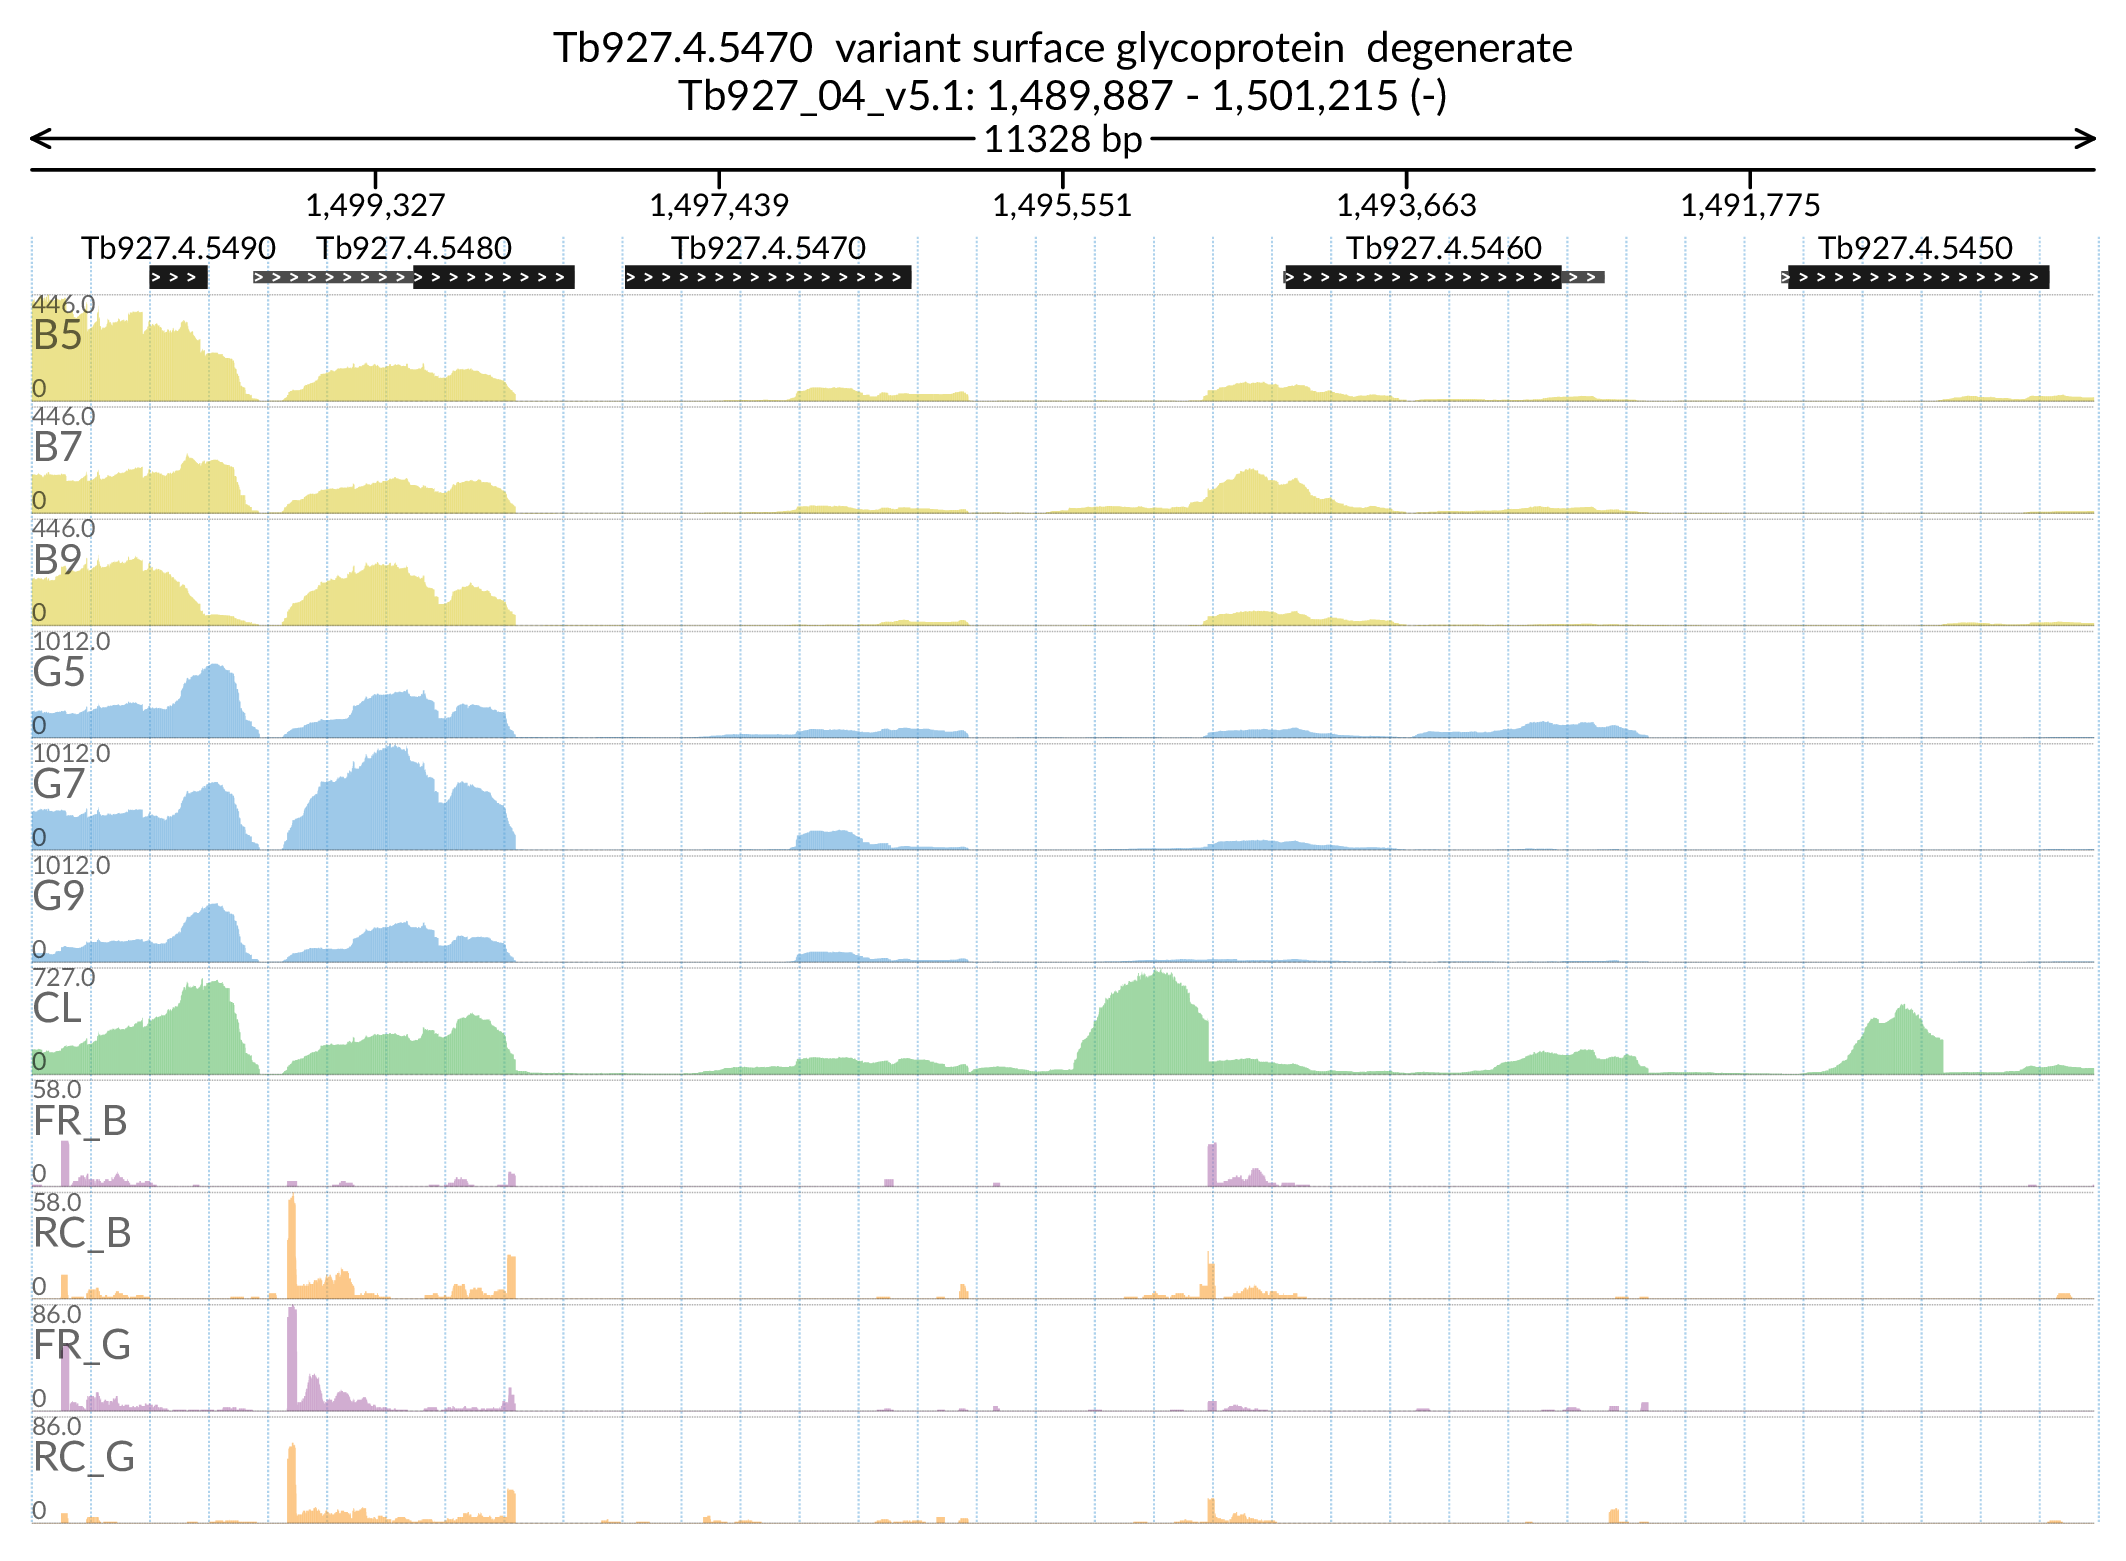 Tb927.4.5470 variant surface glycoprotein degenerate
Tb927_04_v5.1: 1,489,887 - 1,501,215 (-)
11328 bp
1,499,327 1,497,439 1,495,551 1,493,663 1,491,775
Tb927.4.5490 Tb927.4.5480 Tb927.4.5470 Tb927.4.5460 Tb927.4.5450
446.0
B5
0
446.0
B7
0
446.0
B9
0
1012.0
G5
0
1012.0
G7
0
1012.0
G9
0
727.0
CL
0
58.0
FR_B
0
58.0
RC_B
0
86.0
FR_G
0
86.0
RC_G
0